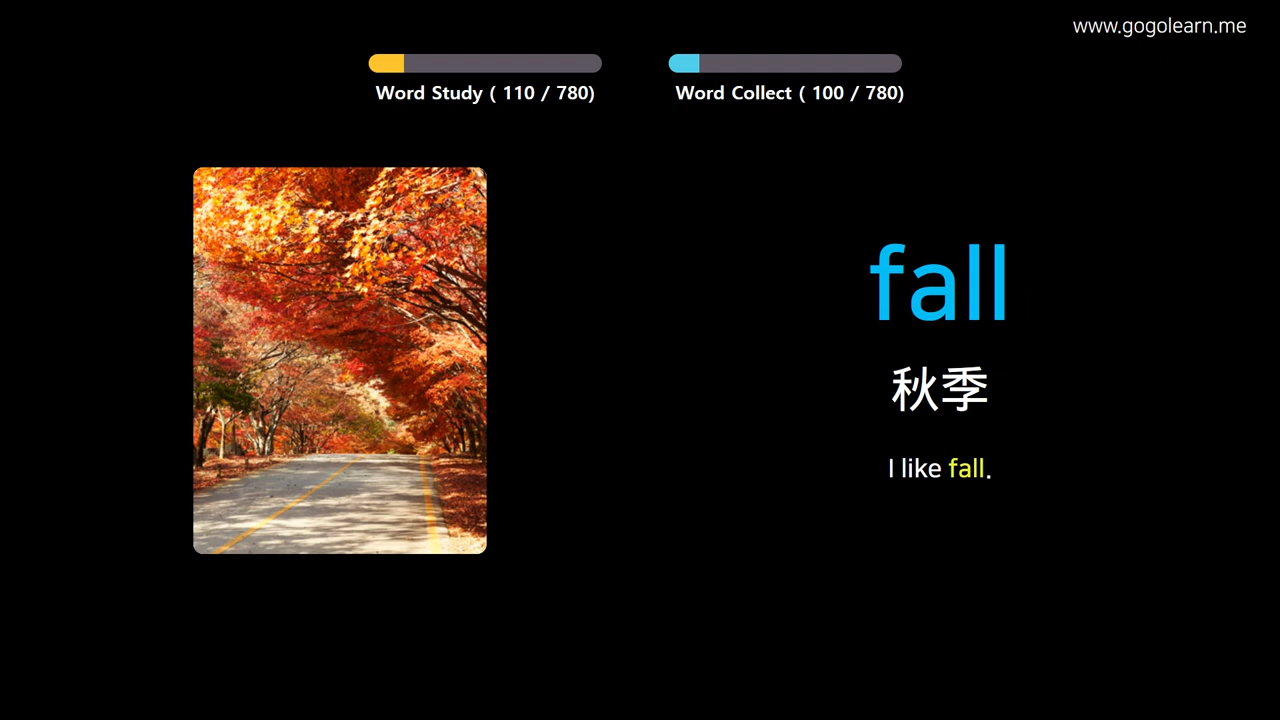 www.gogolearn.me
Word Study ( 110 / 780)
Word Collect ( 100 / 780)
fall
秋季
I like fall.